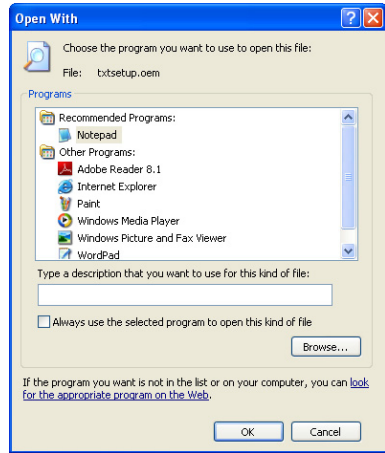 Open With
Choose the program you want to use to open this file:
File: txtsetup.oem
Programs
Recommended Programs:
Notepad
Other Programs:
Adobe Reader 8.1
Internet Explorer
Paint
Windows Media Player
Windows Picture and Fax Viewer
WordPad
Type a description that you want to use for this kind of file:
Always use the selected program to open this kind of file
Browse...
If the program you want is not in the list or on your computer, you can look
for the appropriate program on the Web.
OK Cancel